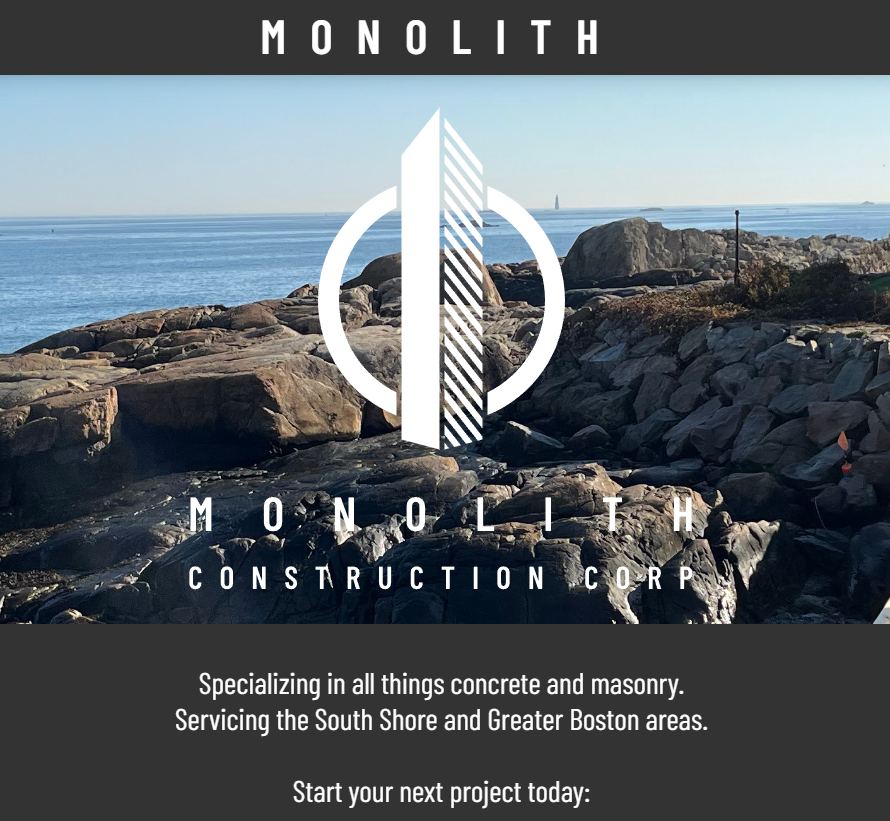 MONOLITH
MONOLITH
CONSTRUCTION CORP
Specializing in all things concrete and masonry.
Servicing the South Shore and Greater Boston areas.
Start your next project today: